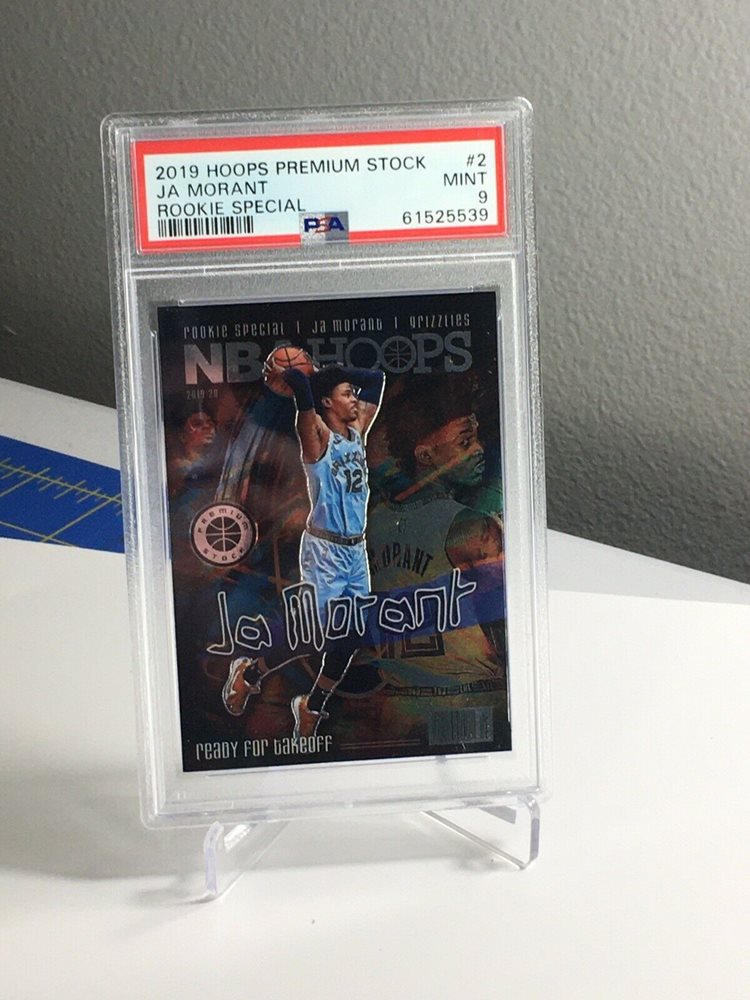 2019 HOOPS PREMIUM STOCK #2
JA MORANT MINT
ROOKIE SPECIAL 9
PSA 61525539
rookie special | ja morant | grizzlies
NBA HOOPS
2019-20
12
PREMIUM
STOCK
MORANT
Ja Morant
ready for takeoff